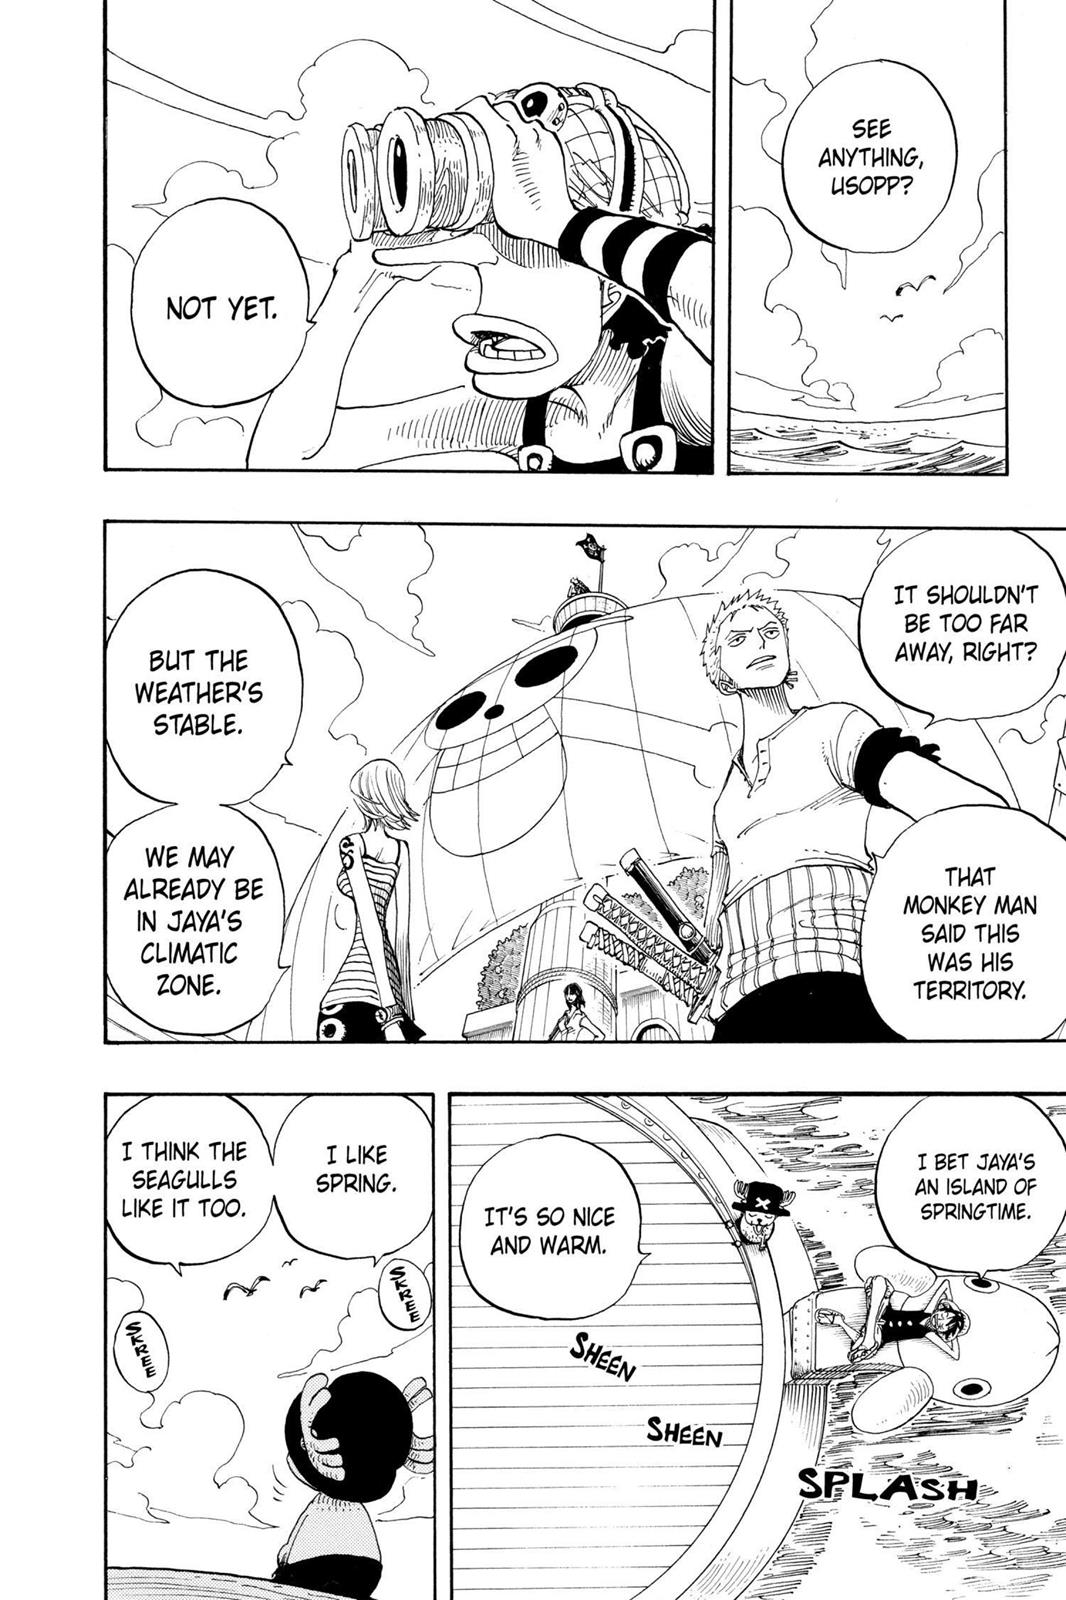 SEE
ANYTHING,
USOPP?
NOT YET.
IT SHOULDN'T
BE TOO FAR
AWAY, RIGHT?
THAT
MONKEY MAN
SAID THIS
WAS HIS
TERRITORY.
BUT THE
WEATHER'S
STABLE.
WE MAY
ALREADY BE
IN JAYA'S
CLIMATIC
ZONE.
I BET JAYA'S
AN ISLAND OF
SPRINGTIME.
IT'S SO NICE
AND WARM.
SHEEN
SHEEN
SPLASH
I LIKE
SPRING.
I THINK THE
SEAGULLS
LIKE IT TOO.
SKREE
SKREE